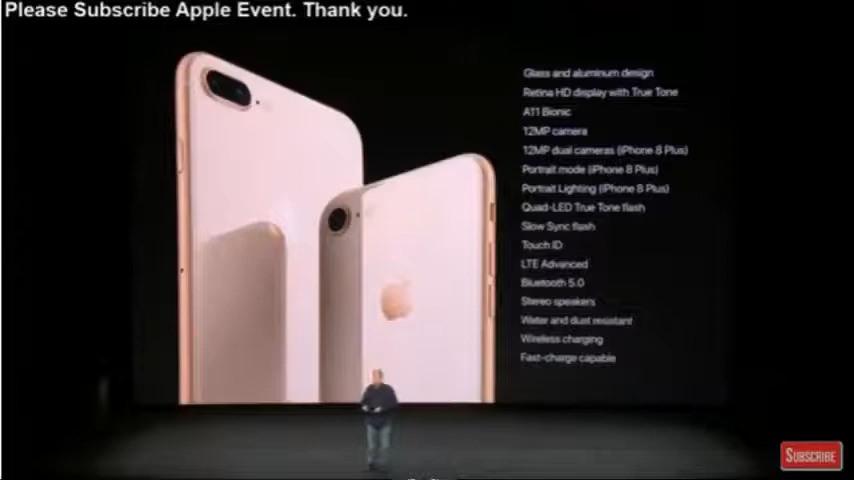 Please Subscribe Apple Event. Thank you.
Glass and aluminum design
Retina HD display with True Tone
A11 Bionic
12MP camera
12MP dual cameras (iPhone 8 Plus)
Portrait mode (iPhone 8 Plus)
Portrait Lighting (iPhone 8 Plus)
Quad-LED True Tone flash
Slow Sync flash
Touch ID
LTE Advanced
Bluetooth 5.0
Stereo speakers
Water and dust resistant
Wireless charging
Fast-charge capable
SUBSCRIBE